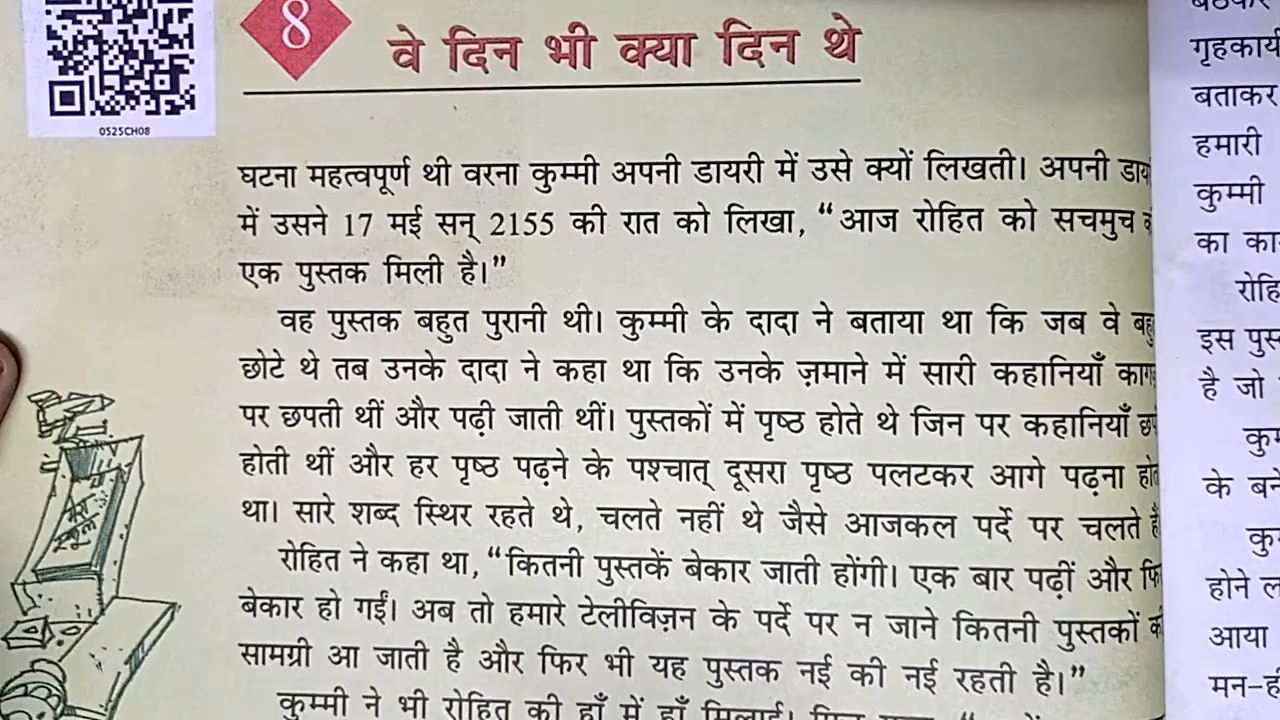 8
वे दिन भी क्या दिन थे
0525CH08
घटना महत्वपूर्ण थी वरना कुम्मी अपनी डायरी में उसे क्यों लिखती। अपनी
में उसने 17 मई सन् 2155 की रात को लिखा, “आज रोहित को सचमुच
एक पुस्तक मिली है।”
वह पुस्तक बहुत पुरानी थी। कुम्मी के दादा ने बताया था कि जब वे
छोटे थे तब उनके दादा ने कहा था कि उनके ज़माने में सारी कहानियाँ
पर छपती थीं और पढ़ी जाती थीं। पुस्तकों में पृष्ठ होते थे जिन पर कहानियाँ
होती थीं और हर पृष्ठ पढ़ने के पश्चात् दूसरा पृष्ठ पलटकर आगे पढ़ना
था। सारे शब्द स्थिर रहते थे, चलते नहीं थे जैसे आजकल पर्दे पर चलते
रोहित ने कहा था, “कितनी पुस्तकें बेकार जाती होंगी। एक बार पढ़ीं और
बेकार हो गईं। अब तो हमारे टेलीविज़न के पर्दे पर न जाने कितनी पुस्तकों
सामग्री आ जाती है और फिर भी यह पुस्तक नई की नई रहती है।”
कुम्मी ने भी रोहित की हाँ में हाँ मिलाई।
बताकर
हमारी
कुम्मी
का
है जो
के
होने
आया